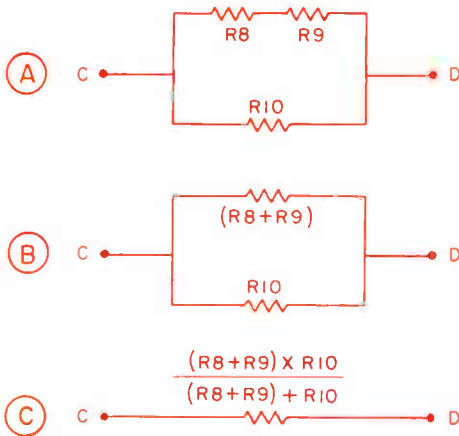 R8 R9
A C D
R10
(R8+R9)
B C D
R10
(R8+R9) X R10
(R8+R9) + R10
C C D